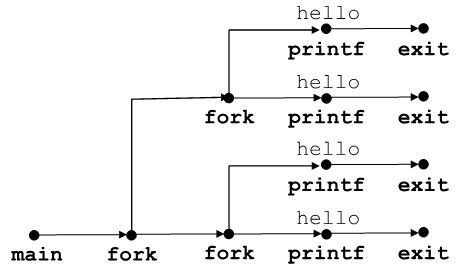 hello
printf exit
hello
fork printf exit
hello
printf exit
hello
main fork fork printf exit